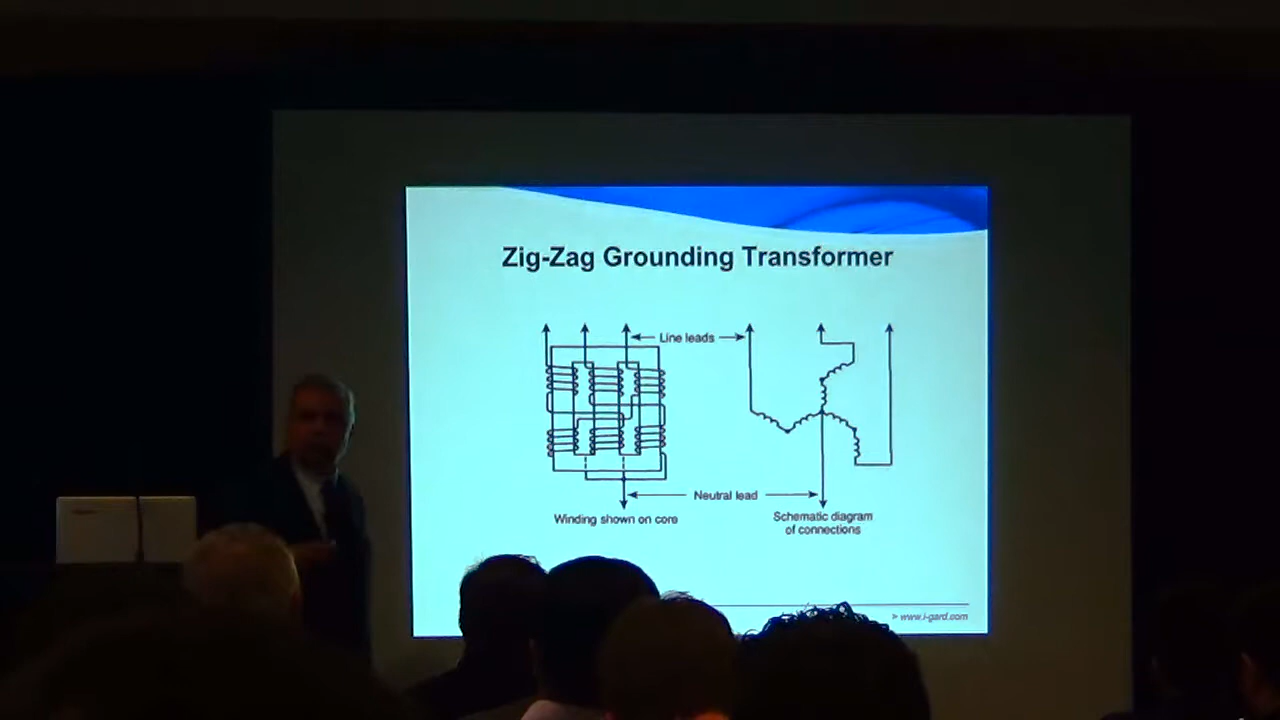 Zig-Zag Grounding Transformer
Line leads
Neutral lead
Winding shown on core
Schematic diagram
of connections
> www.i-gard.com